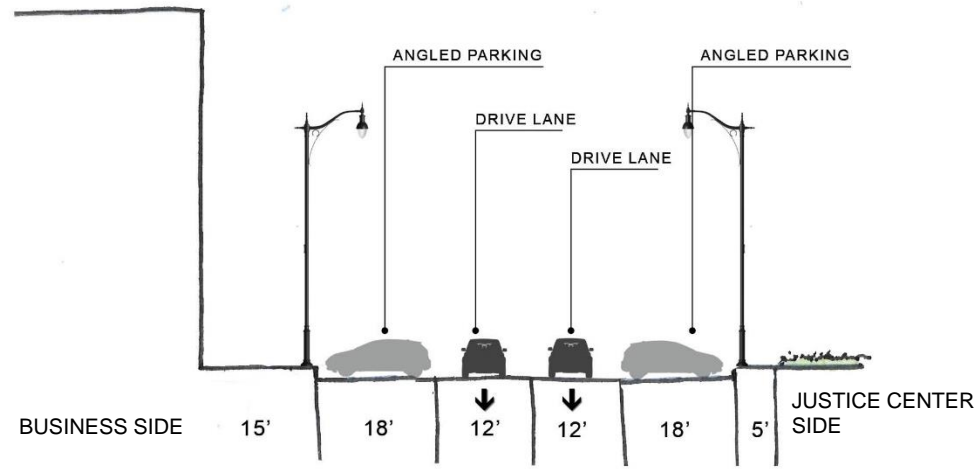 ANGLED PARKING
ANGLED PARKING
DRIVE LANE
DRIVE LANE
BUSINESS SIDE
15’
18’
12’
12’
18’
5’
JUSTICE CENTER
SIDE